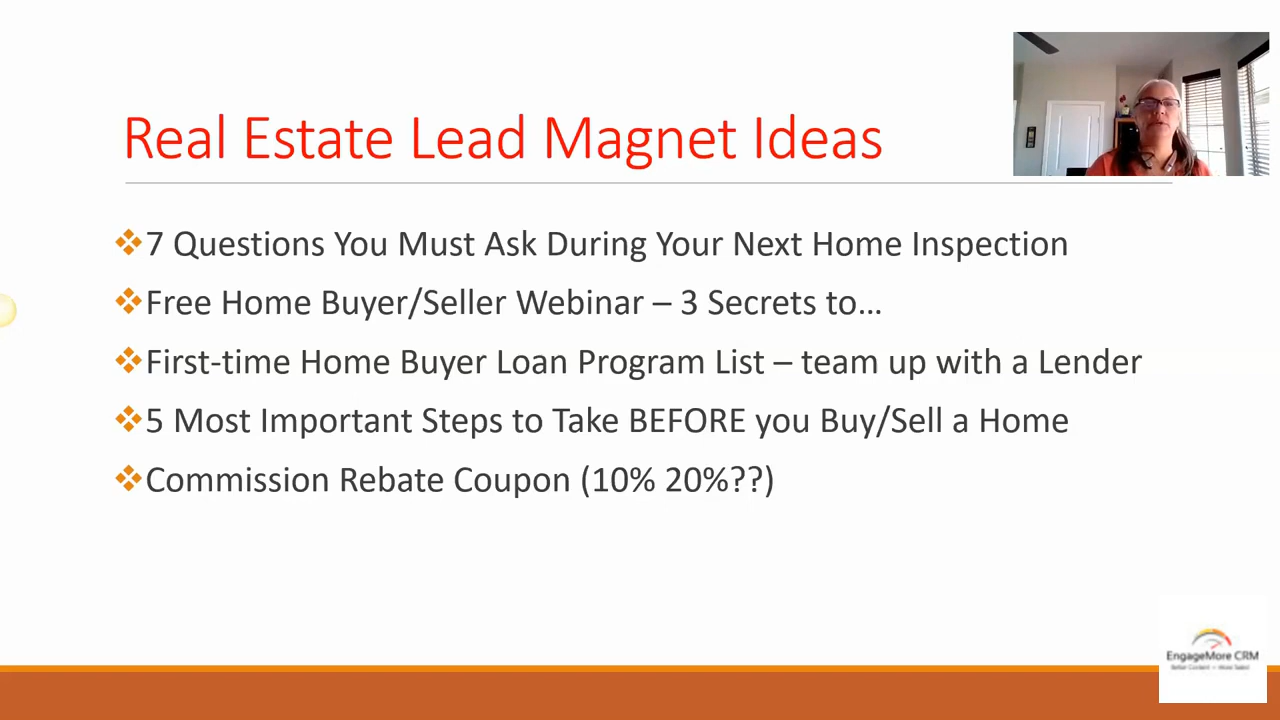 Real Estate Lead Magnet Ideas
7 Questions You Must Ask During Your Next Home Inspection
Free Home Buyer/Seller Webinar – 3 Secrets to…
First-time Home Buyer Loan Program List – team up with a Lender
5 Most Important Steps to Take BEFORE you Buy/Sell a Home
Commission Rebate Coupon (10% 20%??)
EngageMore CRM